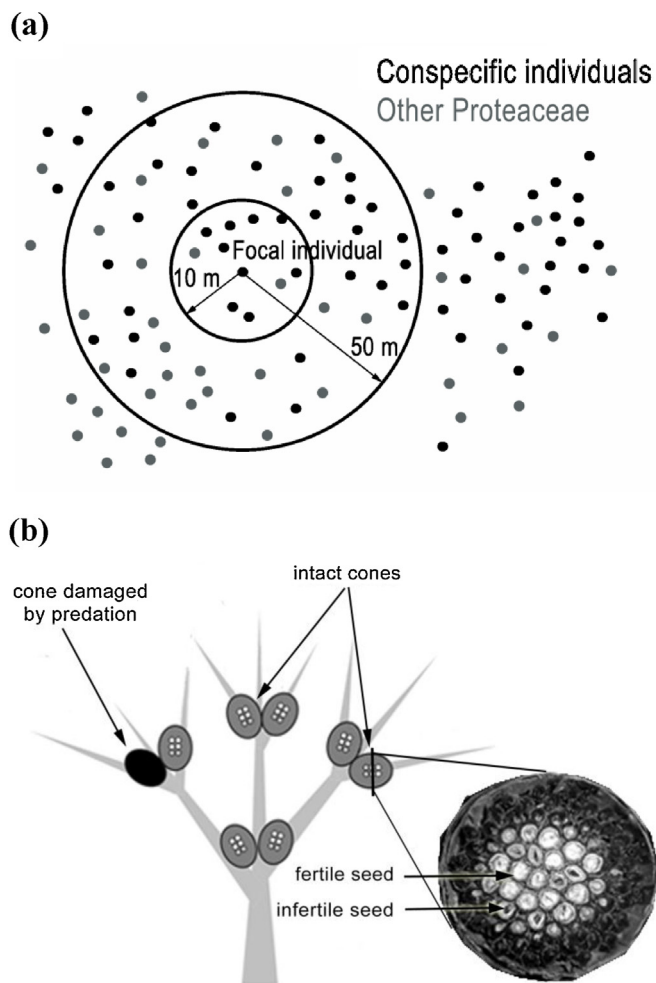 (a)
Conspecific individuals
Other Proteaceae
Focal individual
10 m
50 m
(b)
intact cones
cone damaged
by predation
fertile seed
infertile seed